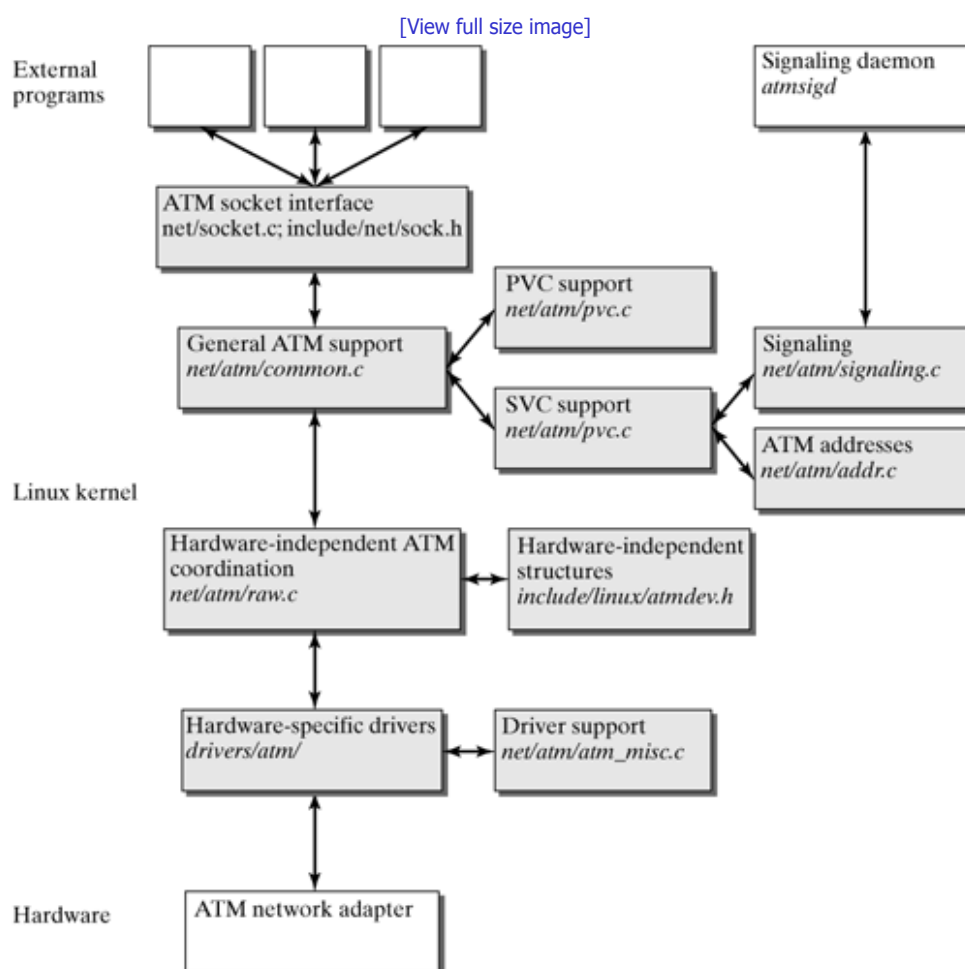 [View full size image]
External
programs
Signaling daemon
atmsigd
ATM socket interface
net/socket.c; include/net/sock.h
PVC support
net/atm/pvc.c
General ATM support
net/atm/common.c
Signaling
net/atm/signaling.c
SVC support
net/atm/pvc.c
ATM addresses
net/atm/addr.c
Linux kernel
Hardware-independent ATM
coordination
net/atm/raw.c
Hardware-independent
structures
include/linux/atmdev.h
Hardware-specific drivers
drivers/atm/
Driver support
net/atm/atm_misc.c
Hardware
ATM network adapter